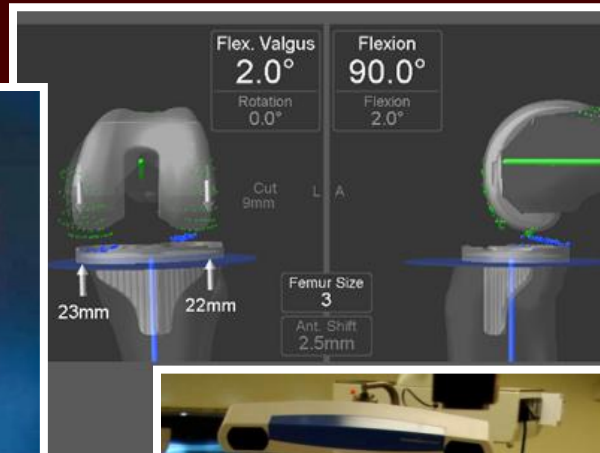 Flex. Valgus
2.0°
Rotation
0.0°
Flexion
90.0°
Flexion
2.0°
Cut
9mm
L
A
23mm
22mm
Femur Size
3
Ant. Shift
2.5mm